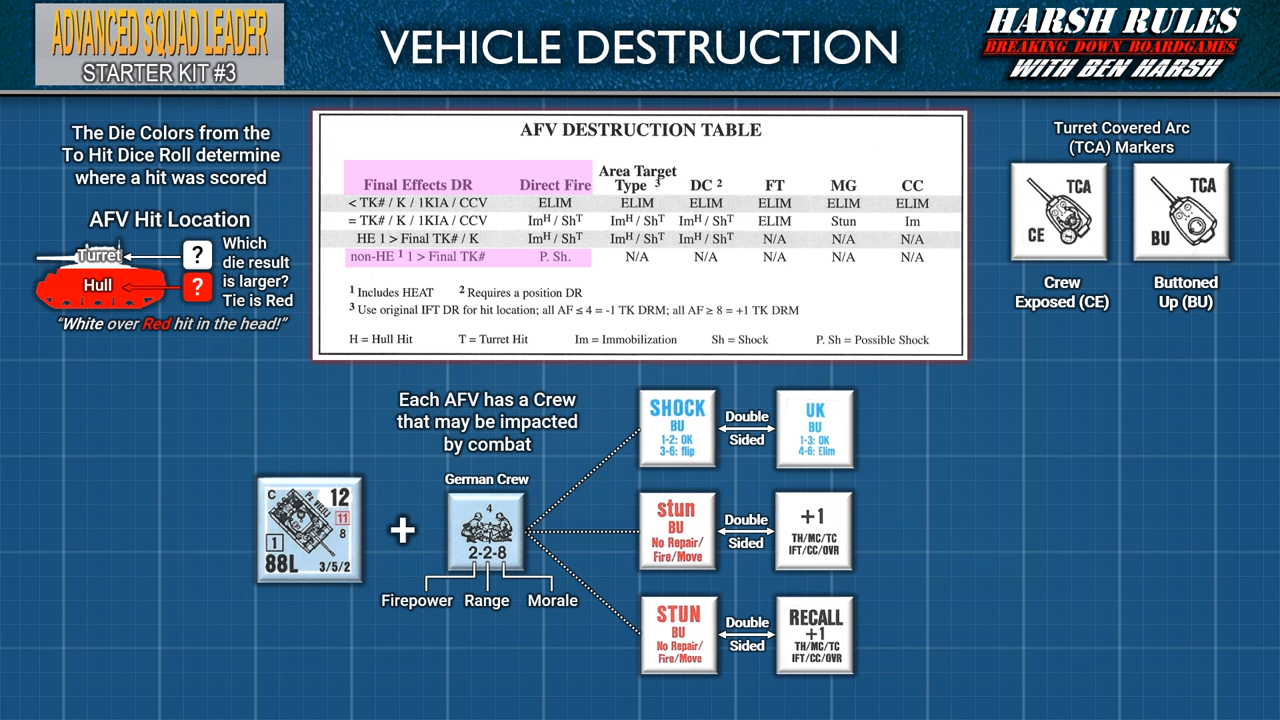 ADVANCED SQUAD LEADER
STARTER KIT #3
VEHICLE DESTRUCTION
HARSH RULES
BREAKING DOWN BOARDGAMES
WITH BEN HARSH
The Die Colors from the
To Hit Dice Roll determine
where a hit was scored
AFV Hit Location
Turret
Hull
?
?
Which
die result
is larger?
Tie is Red
“White over Red hit in the head!”
AFV DESTRUCTION TABLE
Final Effects DR Direct Fire Area Target Type 3 DC 2 FT MG CC
< TK# / K / 1KIA / CCV ELIM ELIM ELIM ELIM ELIM ELIM
= TK# / K / 1KIA / CCV ImH / ShT ImH / ShT ImH / ShT ELIM Stun Im
HE 1 > Final TK# / K ImH / ShT ImH / ShT ImH / ShT N/A N/A N/A
non-HE 1 1 > Final TK# P. Sh. N/A N/A N/A N/A N/A
1 Includes HEAT 2 Requires a position DR
3 Use original IFT DR for hit location; all AF ≤ 4 = -1 TK DRM; all AF ≥ 8 = +1 TK DRM
H = Hull Hit T = Turret Hit Im = Immobilization Sh = Shock P. Sh = Possible Shock
Turret Covered Arc
(TCA) Markers
TCA
CE
TCA
BU
Crew
Exposed (CE)
Buttoned
Up (BU)
Each AFV has a Crew
that may be impacted
by combat
C
Pz VIE(L)
12
11
8
1
88L
3/5/2
+
German Crew
4
2-2-8
Firepower Range Morale
SHOCK
BU
1-2: OK
3-6: flip
Double
Sided
UK
BU
1-3: OK
4-6: Elim
stun
BU
No Repair/
Fire/Move
Double
Sided
+1
TH/MC/TC
IFT/CC/OVR
STUN
BU
No Repair/
Fire/Move
Double
Sided
RECALL
+1
TH/MC/TC
IFT/CC/OVR